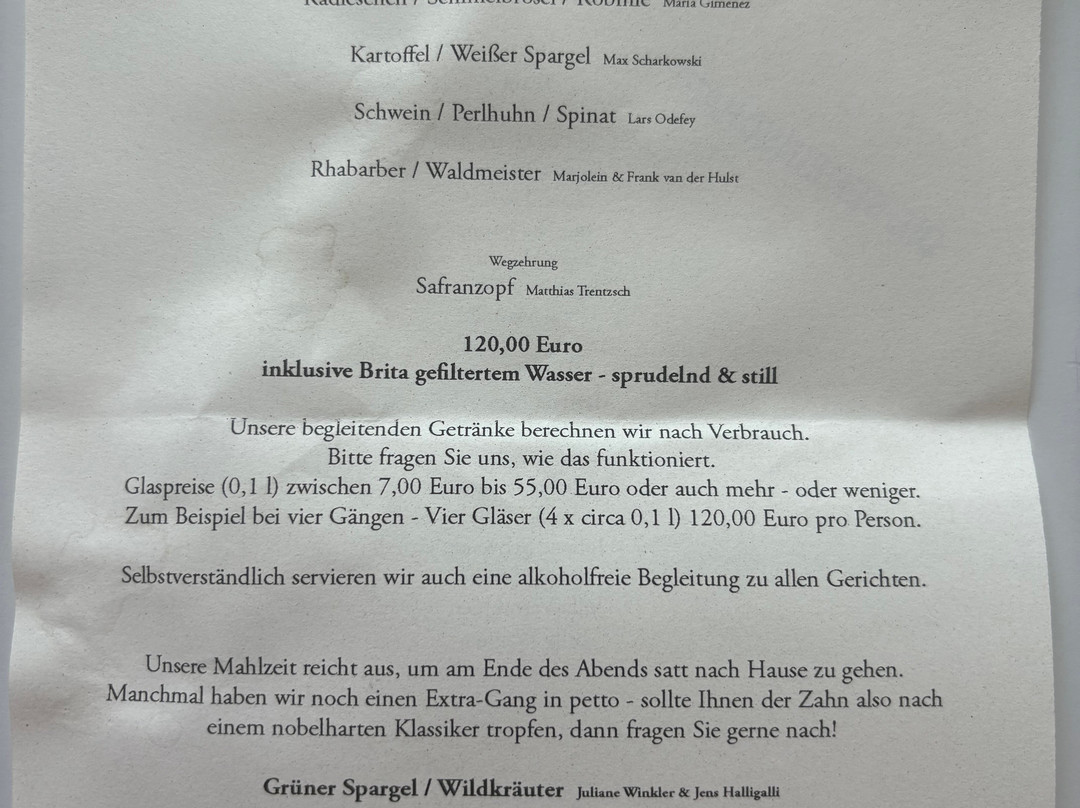 Radieschen / Semmelbrösel / Robinie Maria Gimenez
Kartoffel / Weißer Spargel Max Scharkowski
Schwein / Perlhuhn / Spinat Lars Odefey
Rhabarber / Waldmeister Marjolein & Frank van der Hulst
Wegzehrung
Safranzopf Matthias Trentzsch
120,00 Euro
inklusive Brita gefiltertem Wasser - sprudelnd & still
Unsere begleitenden Getränke berechnen wir nach Verbrauch.
Bitte fragen Sie uns, wie das funktioniert.
Glaspreise (0,1 l) zwischen 7,00 Euro bis 55,00 Euro oder auch mehr - oder weniger.
Zum Beispiel bei vier Gängen - Vier Gläser (4 x circa 0,1 l) 120,00 Euro pro Person.
Selbstverständlich servieren wir auch eine alkoholfreie Begleitung zu allen Gerichten.
Unsere Mahlzeit reicht aus, um am Ende des Abends satt nach Hause zu gehen.
Manchmal haben wir noch einen Extra-Gang in petto - sollte Ihnen der Zahn also nach
einem nobelharten Klassiker tropfen, dann fragen Sie gerne nach!
Grüner Spargel / Wildkräuter Juliane Winkler & Jens Halligalli